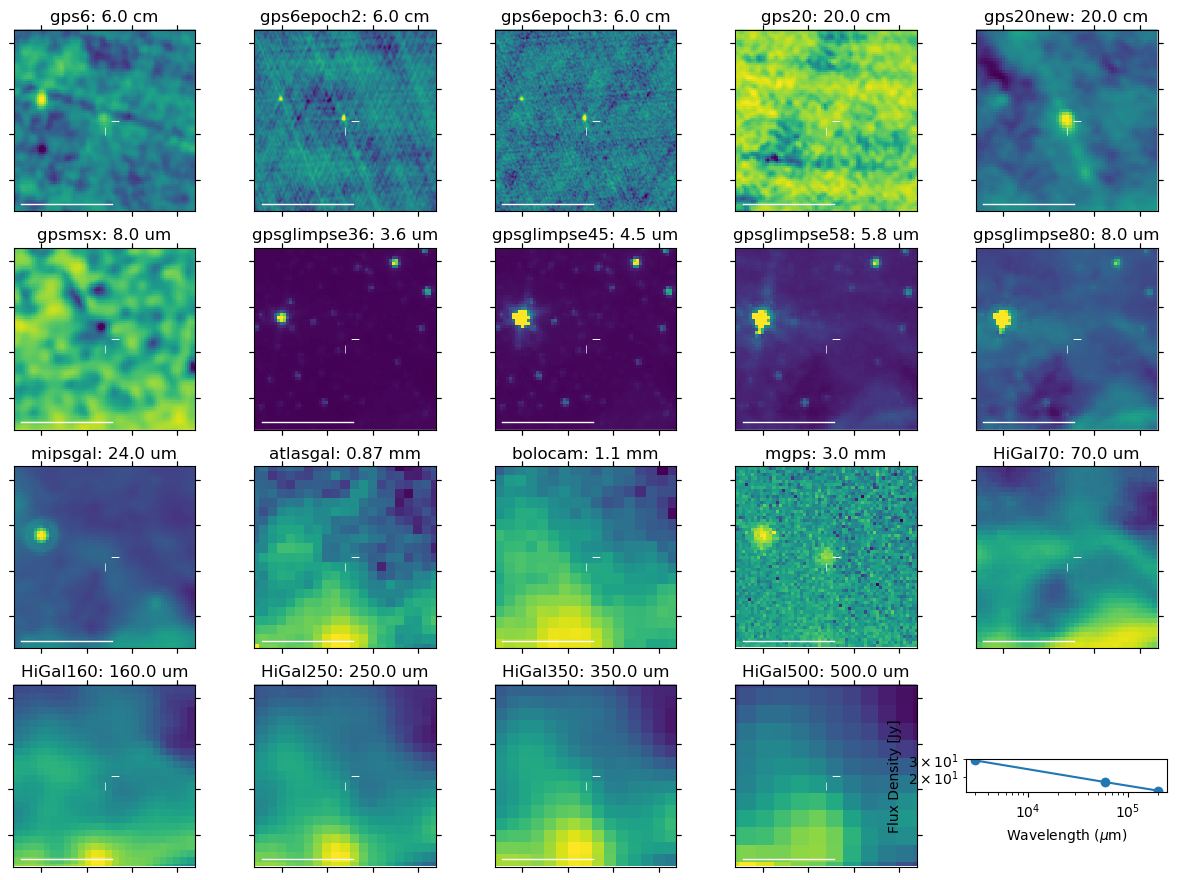 gps6: 6.0 cm
gps6epoch2: 6.0 cm
gps6epoch3: 6.0 cm
gps20: 20.0 cm
gps20new: 20.0 cm
gpsmsx: 8.0 um
gpsglimpse36: 3.6 um
gpsglimpse45: 4.5 um
gpsglimpse58: 5.8 um
gpsglimpse80: 8.0 um
mipsgal: 24.0 um
atlasgal: 0.87 mm
bolocam: 1.1 mm
mgps: 3.0 mm
HiGal70: 70.0 um
HiGal160: 160.0 um
HiGal250: 250.0 um
HiGal350: 350.0 um
HiGal500: 500.0 um
Flux Density [Jy]
3 × 10¹
2 × 10¹
10⁴
10⁵
Wavelength (μm)